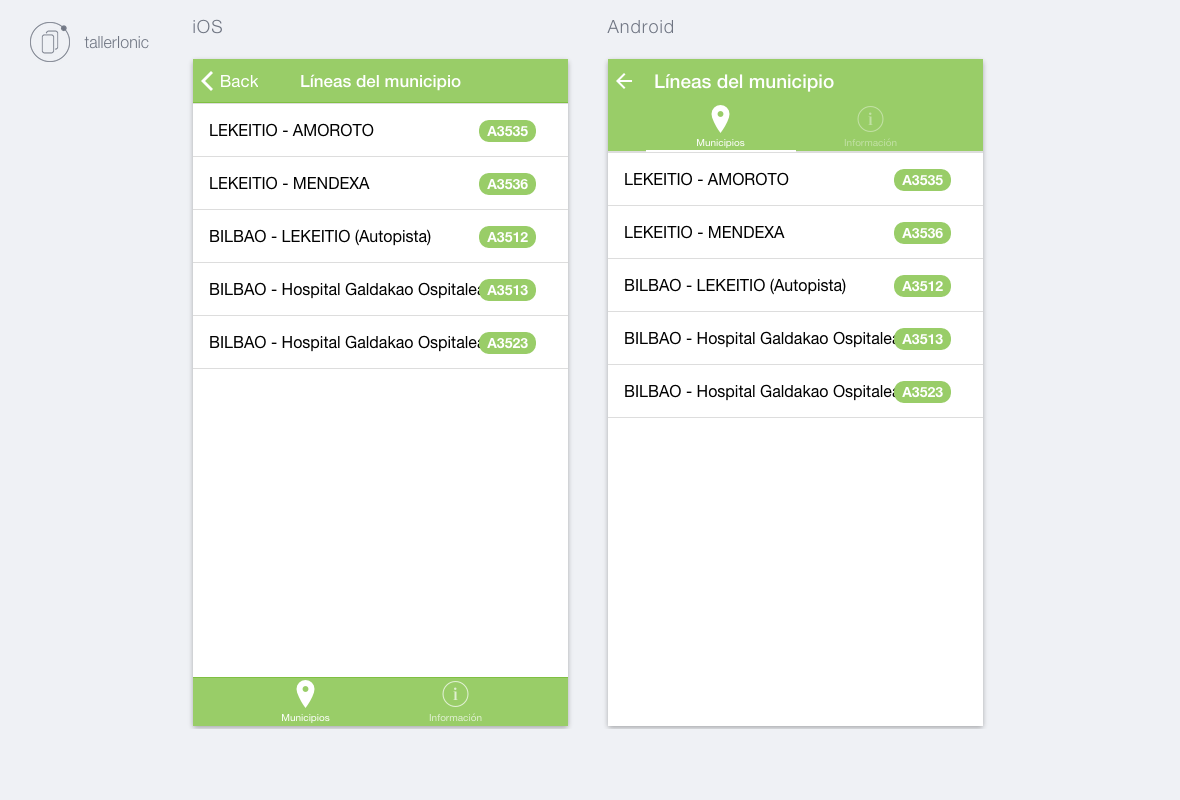 tallerIonic
iOS
Back
Líneas del municipio
LEKEITIO - AMOROTO A3535
LEKEITIO - MENDEXA A3536
BILBAO - LEKEITIO (Autopista) A3512
BILBAO - Hospital Galdakao Ospitalea A3513
BILBAO - Hospital Galdakao Ospitalea A3523
Municipios
Información
Android
Líneas del municipio
Municipios
Información
LEKEITIO - AMOROTO A3535
LEKEITIO - MENDEXA A3536
BILBAO - LEKEITIO (Autopista) A3512
BILBAO - Hospital Galdakao Ospitalea A3513
BILBAO - Hospital Galdakao Ospitalea A3523